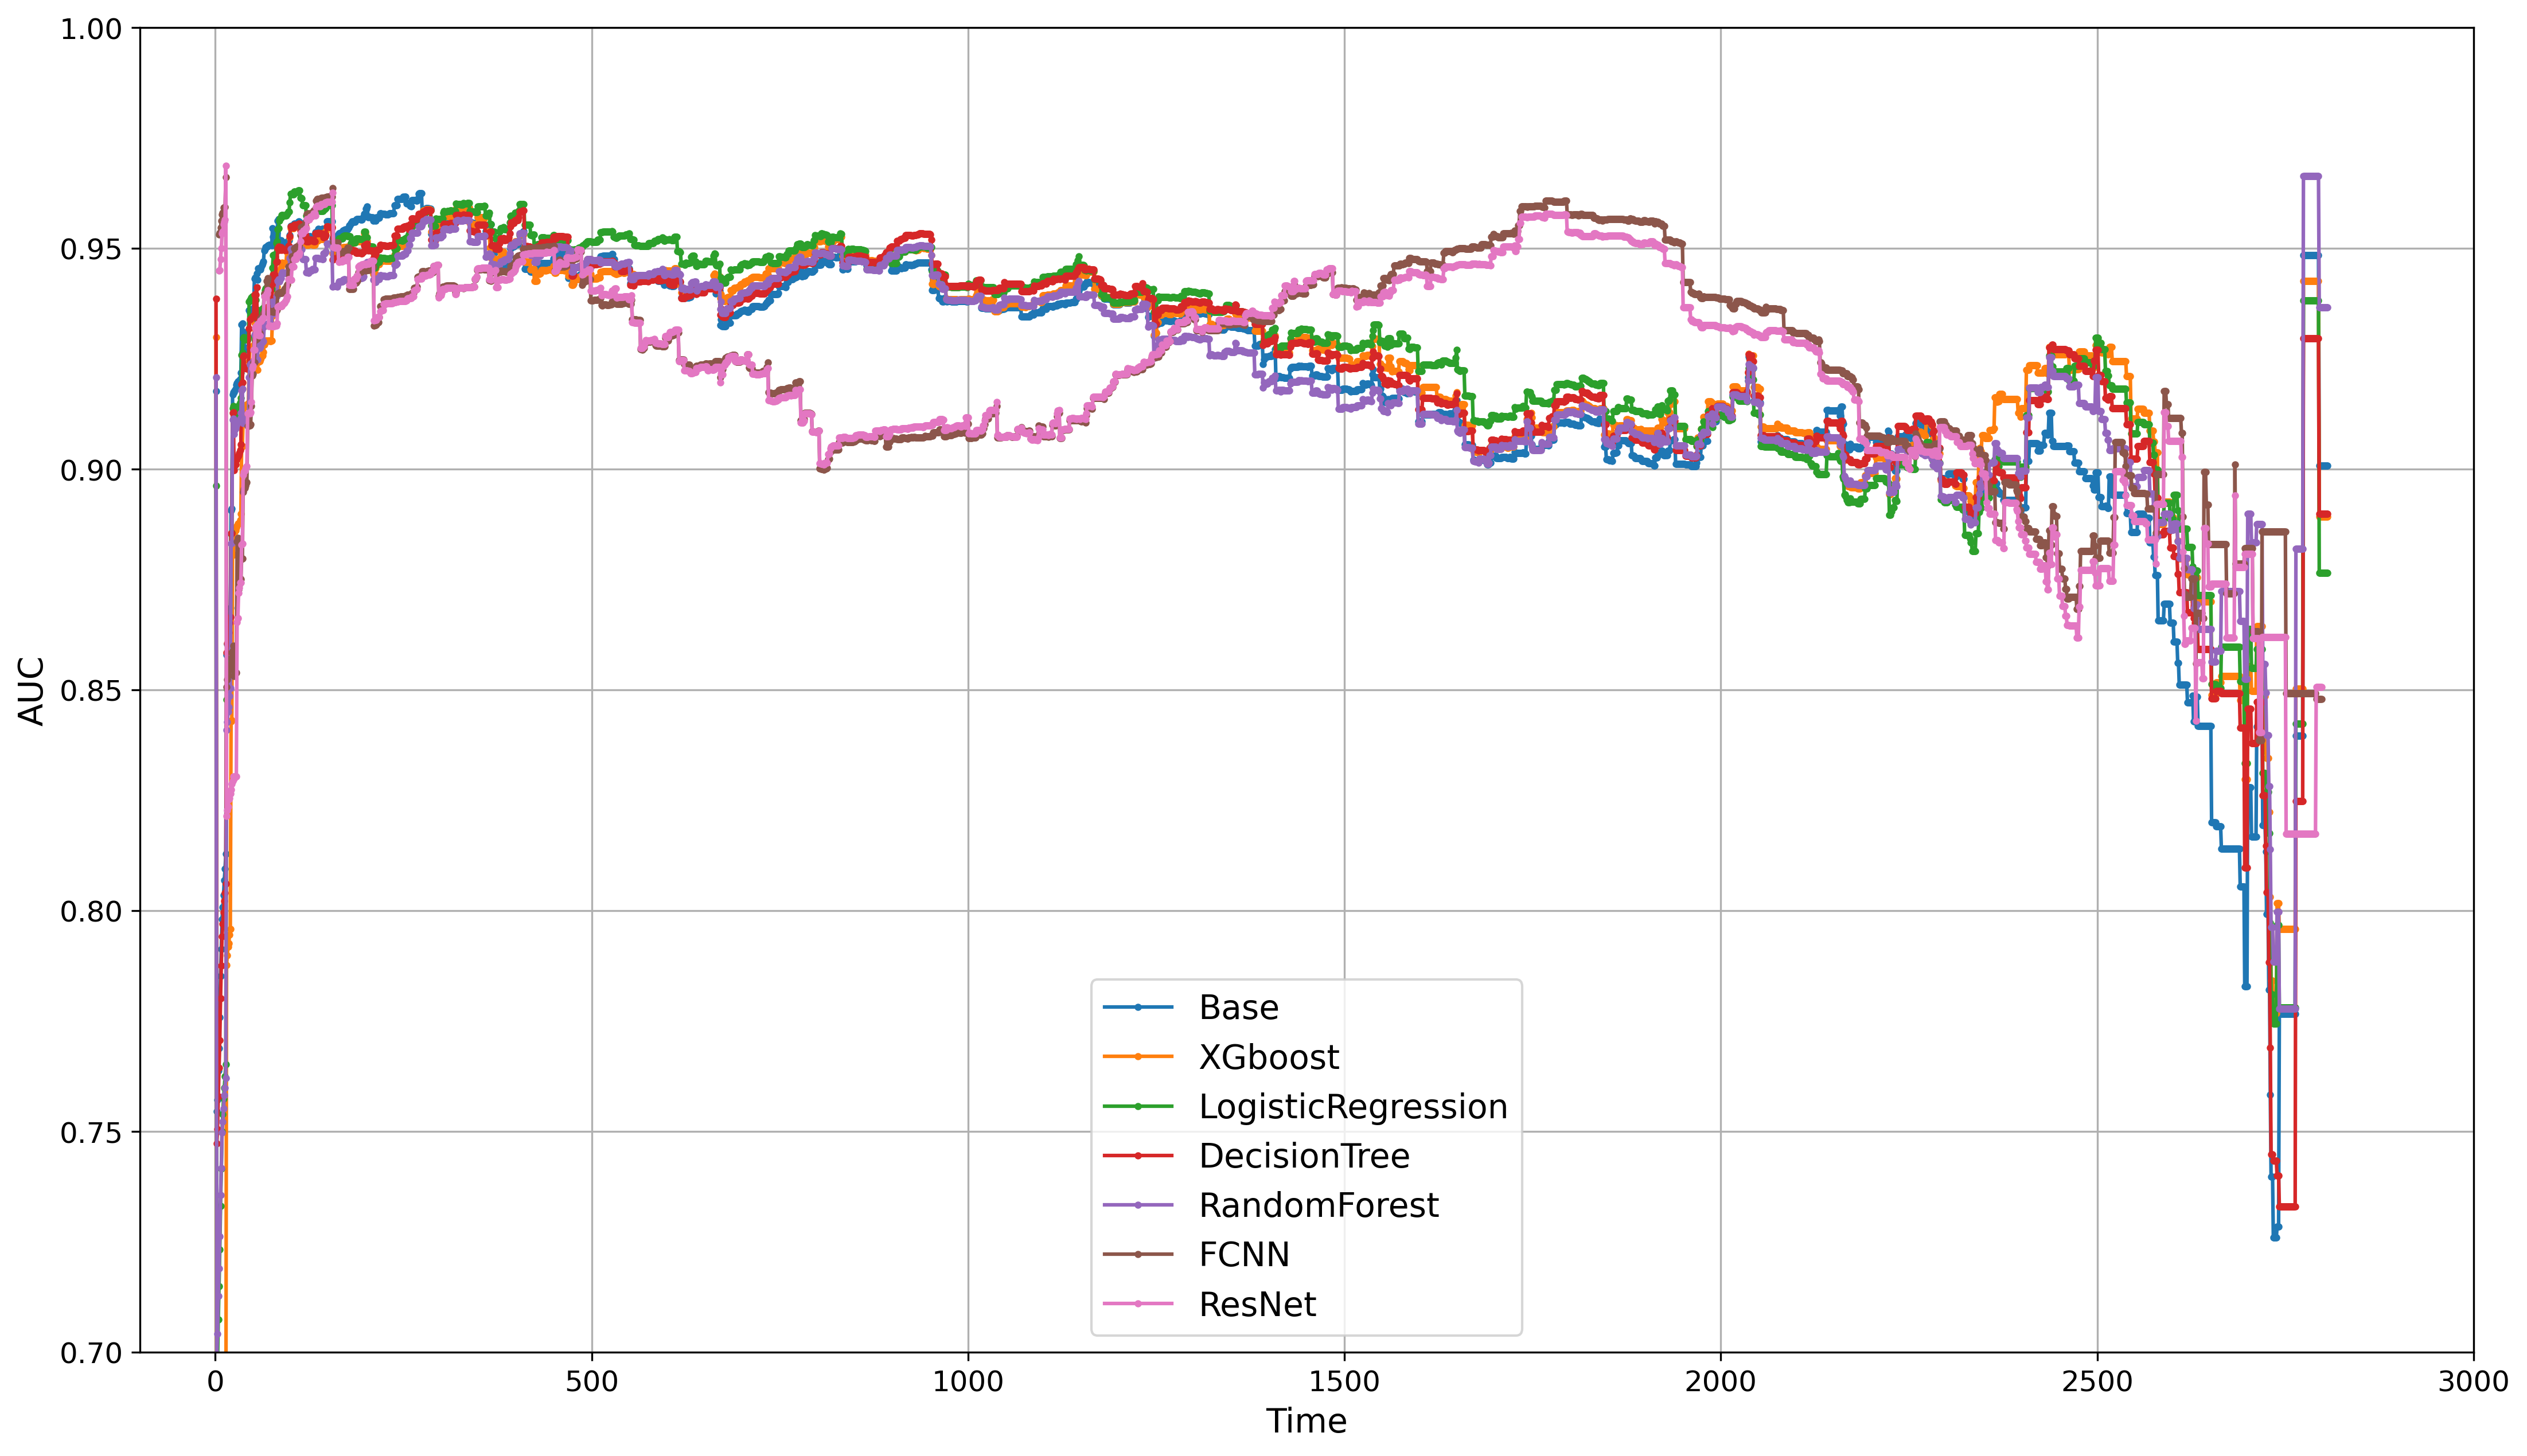 1.00
0.95
0.90
0.85
0.80
0.75
0.70
AUC
0 500 1000 1500 2000 2500 3000
Time
Base
XGboost
LogisticRegression
DecisionTree
RandomForest
FCNN
ResNet